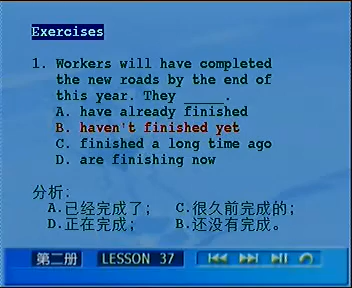 Exercises
1. Workers will have completed
the new roads by the end of
this year. They _____.
A. have already finished
B. haven't finished yet
C. finished a long time ago
D. are finishing now
分析:
A.已经完成了; C.很久前完成的;
D.正在完成; B.还没有完成。
第二册 LESSON 37